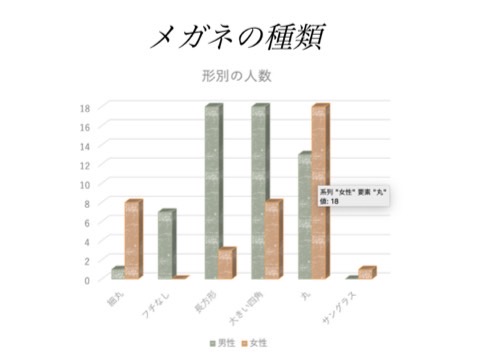 メガネの種類
形別の人数
18
16
14
12
10
8
6
4
2
0
系列 "女性" 要素 "丸"
値: 18
細丸
フチなし
長方形
大きい四角
丸
サングラス
男性 女性